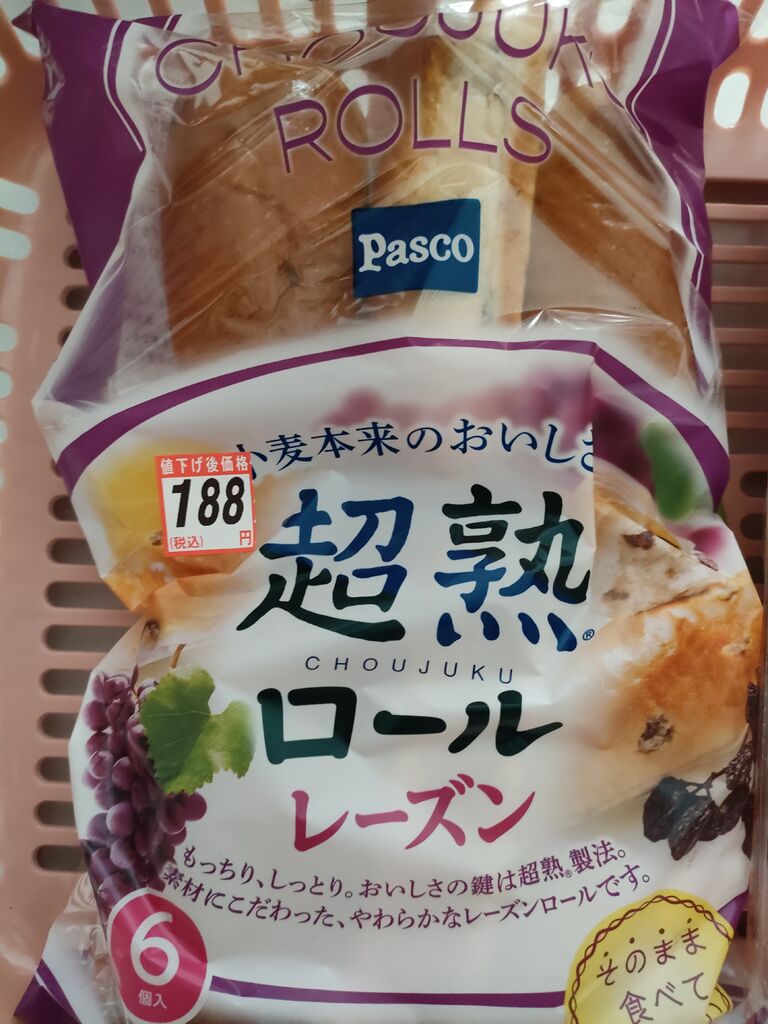 ROLLS
Pasco
小麦本来のおいしさ
値下げ後価格
188
(税込) 円
超熟®
CHOUJUKU
ロール
レーズン
もっちり、しっとり。おいしさの鍵は超熟®製法。
素材にこだわった、やわらかなレーズンロールです。
6
個入
そのまま
食べて